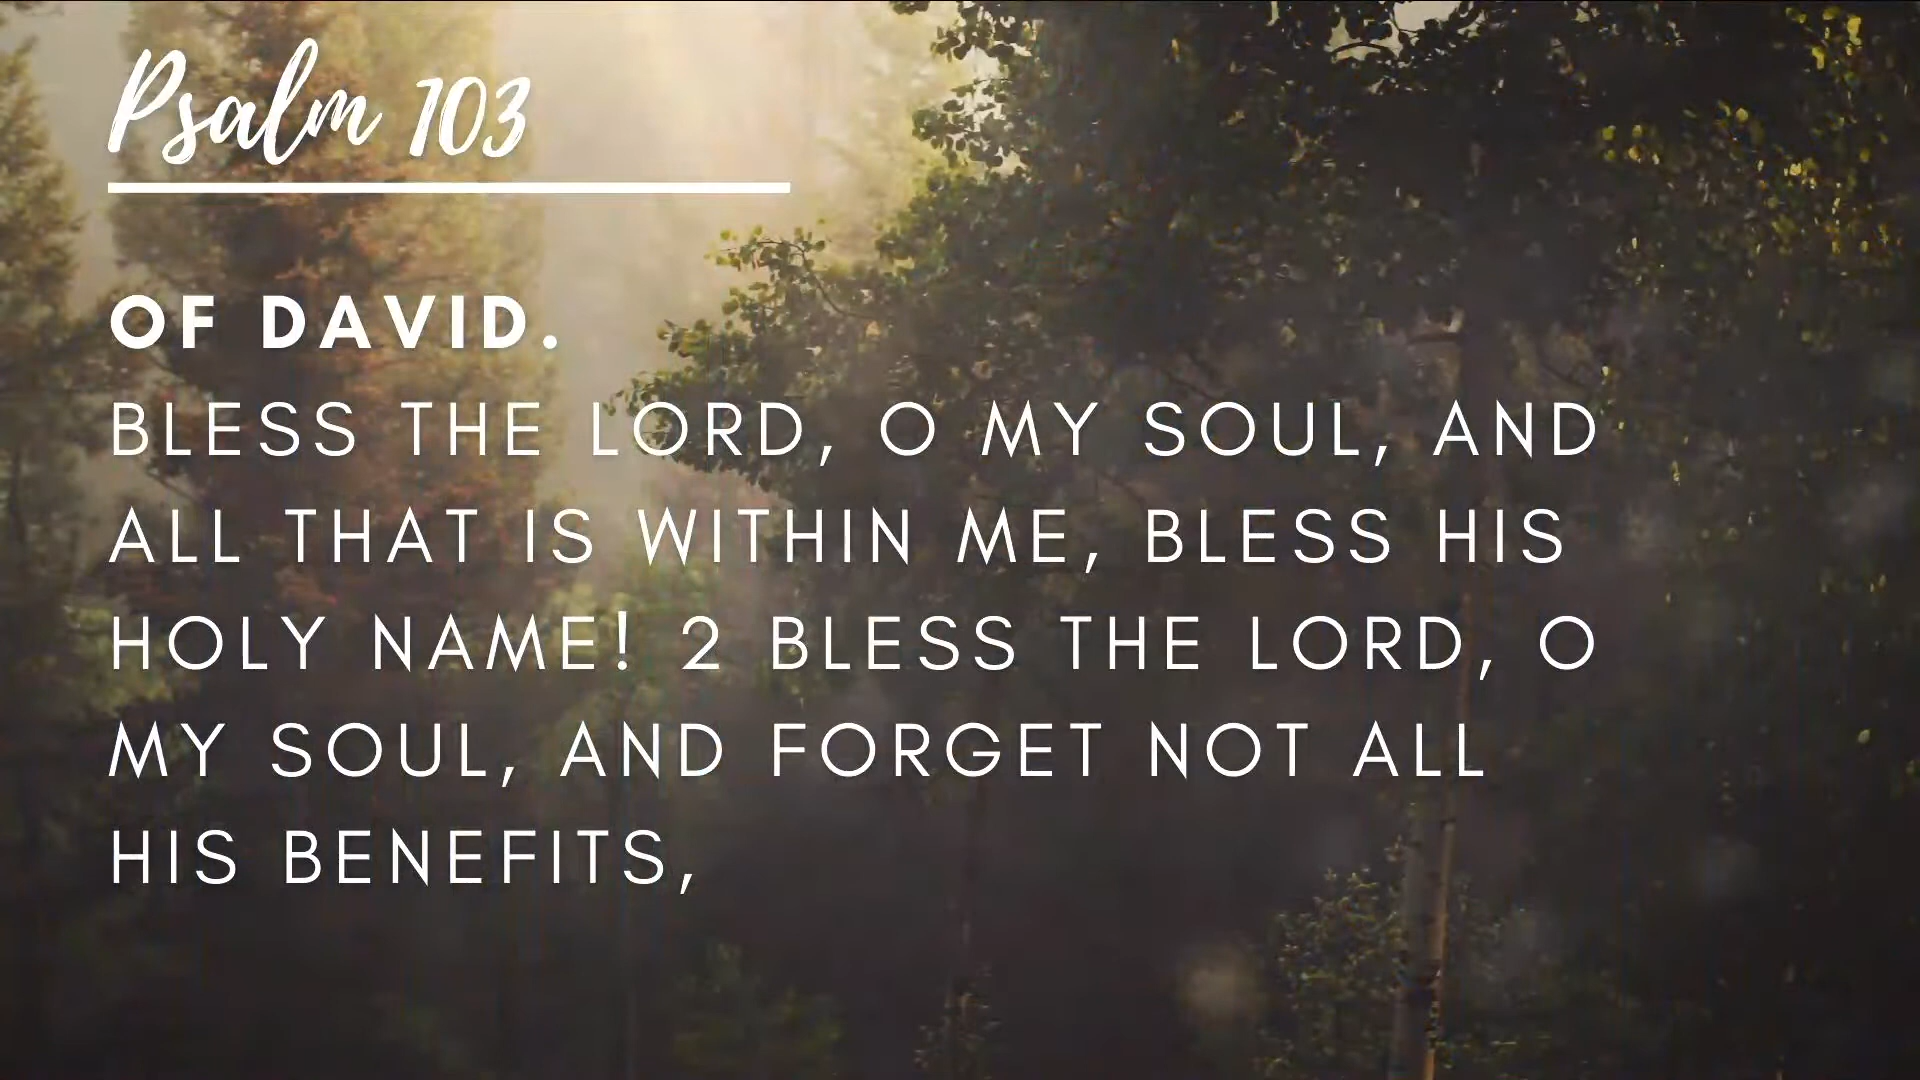 Psalm 103
OF DAVID.
BLESS THE LORD, O MY SOUL, AND
ALL THAT IS WITHIN ME, BLESS HIS
HOLY NAME! 2 BLESS THE LORD, O
MY SOUL, AND FORGET NOT ALL
HIS BENEFITS,